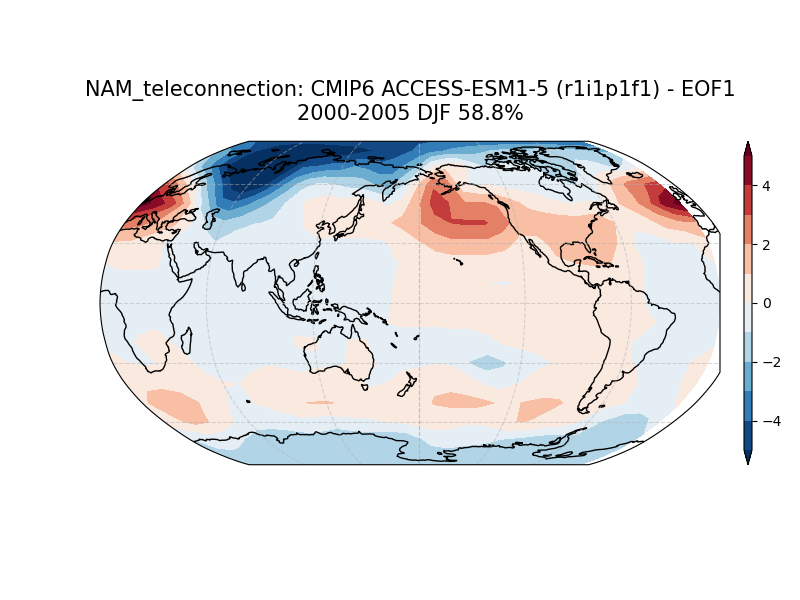 NAM_teleconnection: CMIP6 ACCESS-ESM1-5 (r1i1p1f1) - EOF1
2000-2005 DJF 58.8%
4
2
0
−2
−4